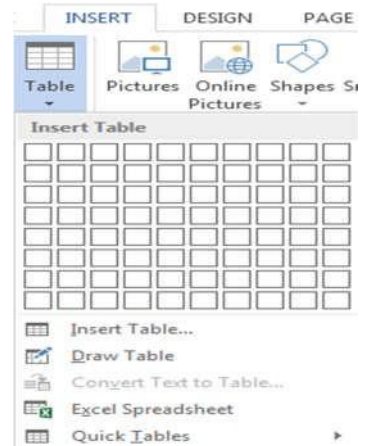 INSERT DESIGN PAGE
Table Pictures Online Pictures Shapes
Insert Table
Insert Table...
Draw Table
Convert Text to Table...
Excel Spreadsheet
Quick Tables